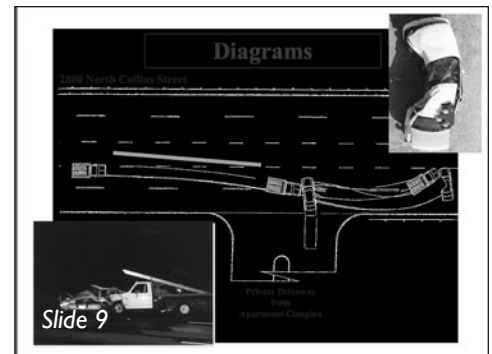 Diagrams
2800 North Collins Street
Slide 9
Private Driveway
from
Apartment Complex